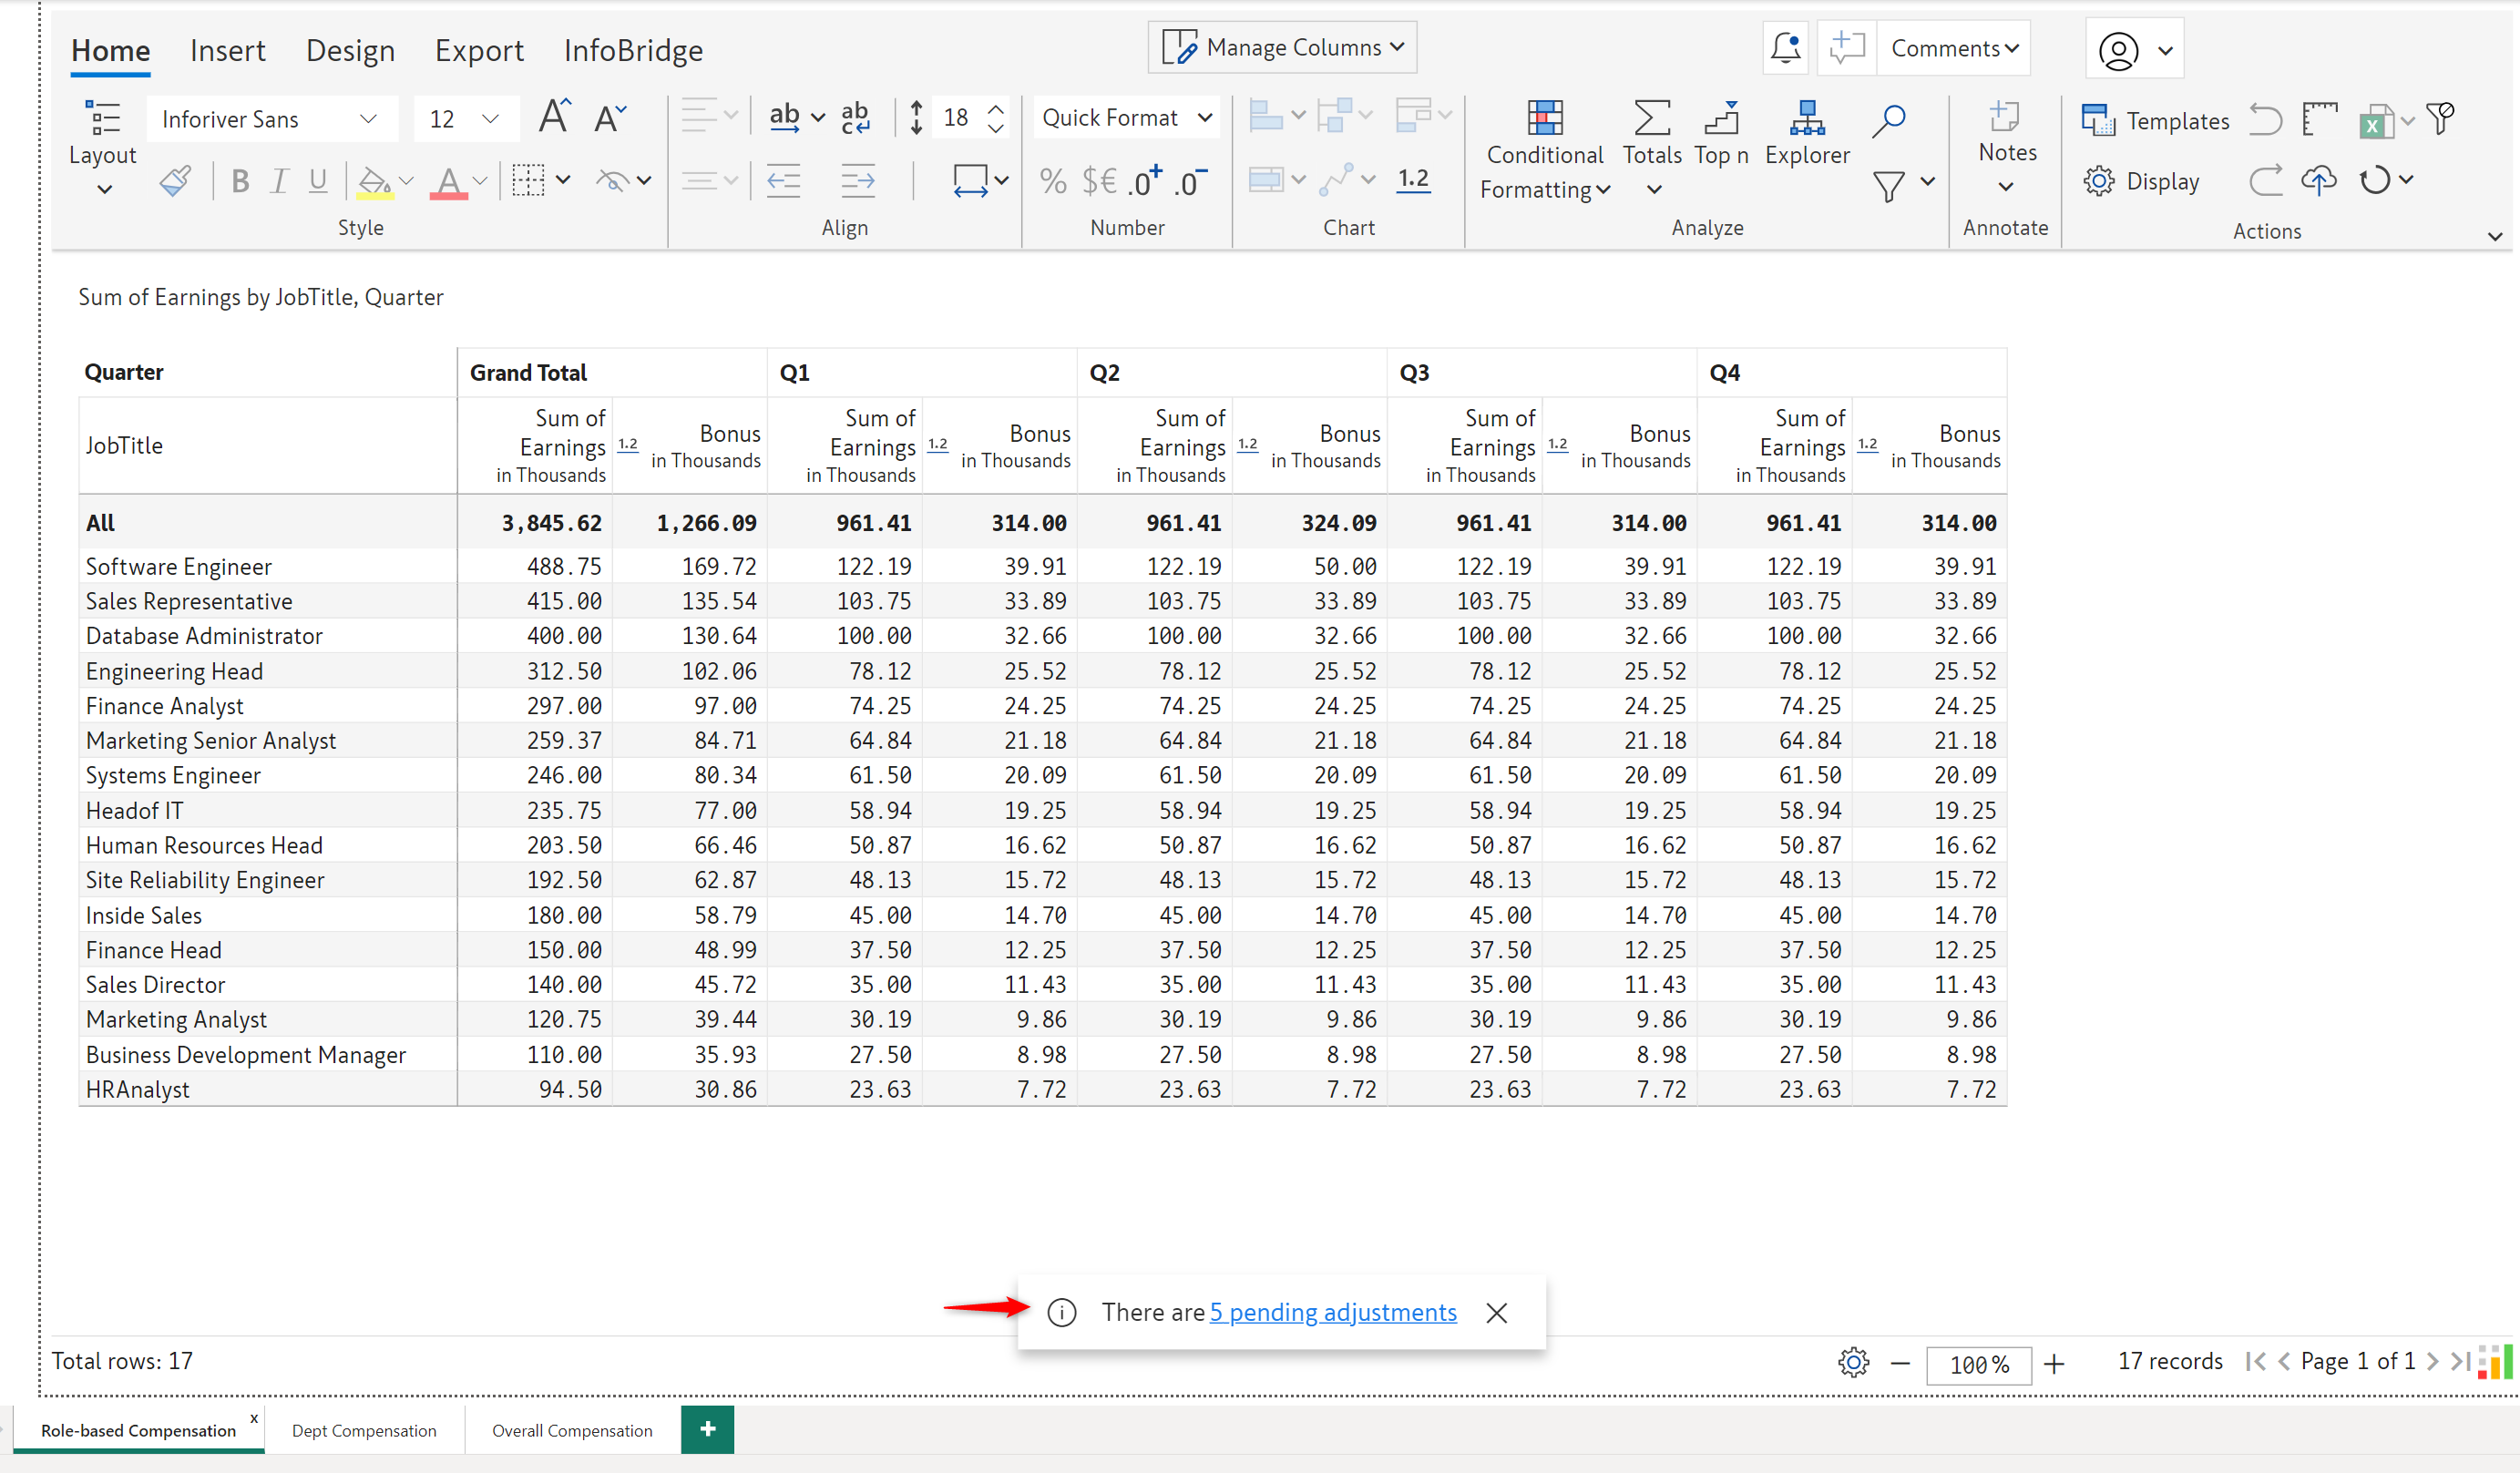 Home Insert Design Export InfoBridge Manage Columns Comments
Inforiver Sans 12 ab ab 18 Quick Format
c
Layout Conditional Totals Top n Explorer Notes Templates
Formatting
B I U A % $€ .0+ .0- 1.2 Display
Style Align Number Chart Analyze Annotate Actions
Sum of Earnings by JobTitle, Quarter
Quarter Grand Total Q1 Q2 Q3 Q4
JobTitle Sum of Earnings in Thousands 1.2 Bonus in Thousands Sum of Earnings in Thousands 1.2 Bonus in Thousands Sum of Earnings in Thousands 1.2 Bonus in Thousands Sum of Earnings in Thousands 1.2 Bonus in Thousands Sum of Earnings in Thousands 1.2 Bonus in Thousands
All 3,845.62 1,266.09 961.41 314.00 961.41 324.09 961.41 314.00 961.41 314.00
Software Engineer 488.75 169.72 122.19 39.91 122.19 50.00 122.19 39.91 122.19 39.91
Sales Representative 415.00 135.54 103.75 33.89 103.75 33.89 103.75 33.89 103.75 33.89
Database Administrator 400.00 130.64 100.00 32.66 100.00 32.66 100.00 32.66 100.00 32.66
Engineering Head 312.50 102.06 78.12 25.52 78.12 25.52 78.12 25.52 78.12 25.52
Finance Analyst 297.00 97.00 74.25 24.25 74.25 24.25 74.25 24.25 74.25 24.25
Marketing Senior Analyst 259.37 84.71 64.84 21.18 64.84 21.18 64.84 21.18 64.84 21.18
Systems Engineer 246.00 80.34 61.50 20.09 61.50 20.09 61.50 20.09 61.50 20.09
Headof IT 235.75 77.00 58.94 19.25 58.94 19.25 58.94 19.25 58.94 19.25
Human Resources Head 203.50 66.46 50.87 16.62 50.87 16.62 50.87 16.62 50.87 16.62
Site Reliability Engineer 192.50 62.87 48.13 15.72 48.13 15.72 48.13 15.72 48.13 15.72
Inside Sales 180.00 58.79 45.00 14.70 45.00 14.70 45.00 14.70 45.00 14.70
Finance Head 150.00 48.99 37.50 12.25 37.50 12.25 37.50 12.25 37.50 12.25
Sales Director 140.00 45.72 35.00 11.43 35.00 11.43 35.00 11.43 35.00 11.43
Marketing Analyst 120.75 39.44 30.19 9.86 30.19 9.86 30.19 9.86 30.19 9.86
Business Development Manager 110.00 35.93 27.50 8.98 27.50 8.98 27.50 8.98 27.50 8.98
HRAnalyst 94.50 30.86 23.63 7.72 23.63 7.72 23.63 7.72 23.63 7.72
There are 5 pending adjustments
Total rows: 17 100% 17 records Page 1 of 1
Role-based Compensation x Dept Compensation Overall Compensation +